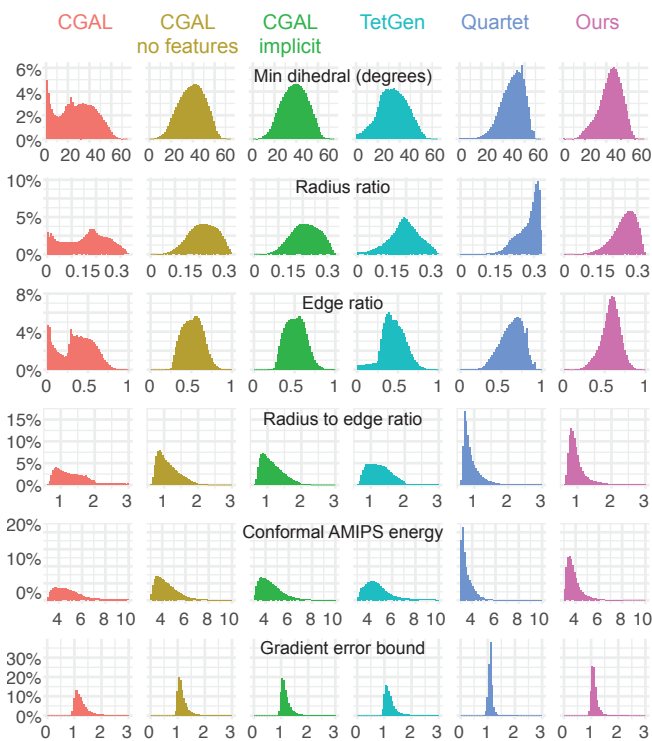 CGAL CGAL CGAL TetGen Quartet Ours
no features implicit
Min dihedral (degrees)
6%
4%
2%
0%
0 20 40 60 0 20 40 60 0 20 40 60 0 20 40 60 0 20 40 60 0 20 40 60
Radius ratio
10%
5%
0%
0 0.15 0.3 0 0.15 0.3 0 0.15 0.3 0 0.15 0.3 0 0.15 0.3 0 0.15 0.3
Edge ratio
8%
4%
0%
0 0.5 1 0 0.5 1 0 0.5 1 0 0.5 1 0 0.5 1 0 0.5 1
Radius to edge ratio
15%
10%
5%
0%
1 2 3 1 2 3 1 2 3 1 2 3 1 2 3 1 2 3
Conformal AMIPS energy
20%
10%
0%
4 6 8 10 4 6 8 10 4 6 8 10 4 6 8 10 4 6 8 10 4 6 8 10
Gradient error bound
30%
20%
10%
0%
0 1 2 3 4 0 1 2 3 4 0 1 2 3 4 0 1 2 3 4 0 1 2 3 4 0 1 2 3 4